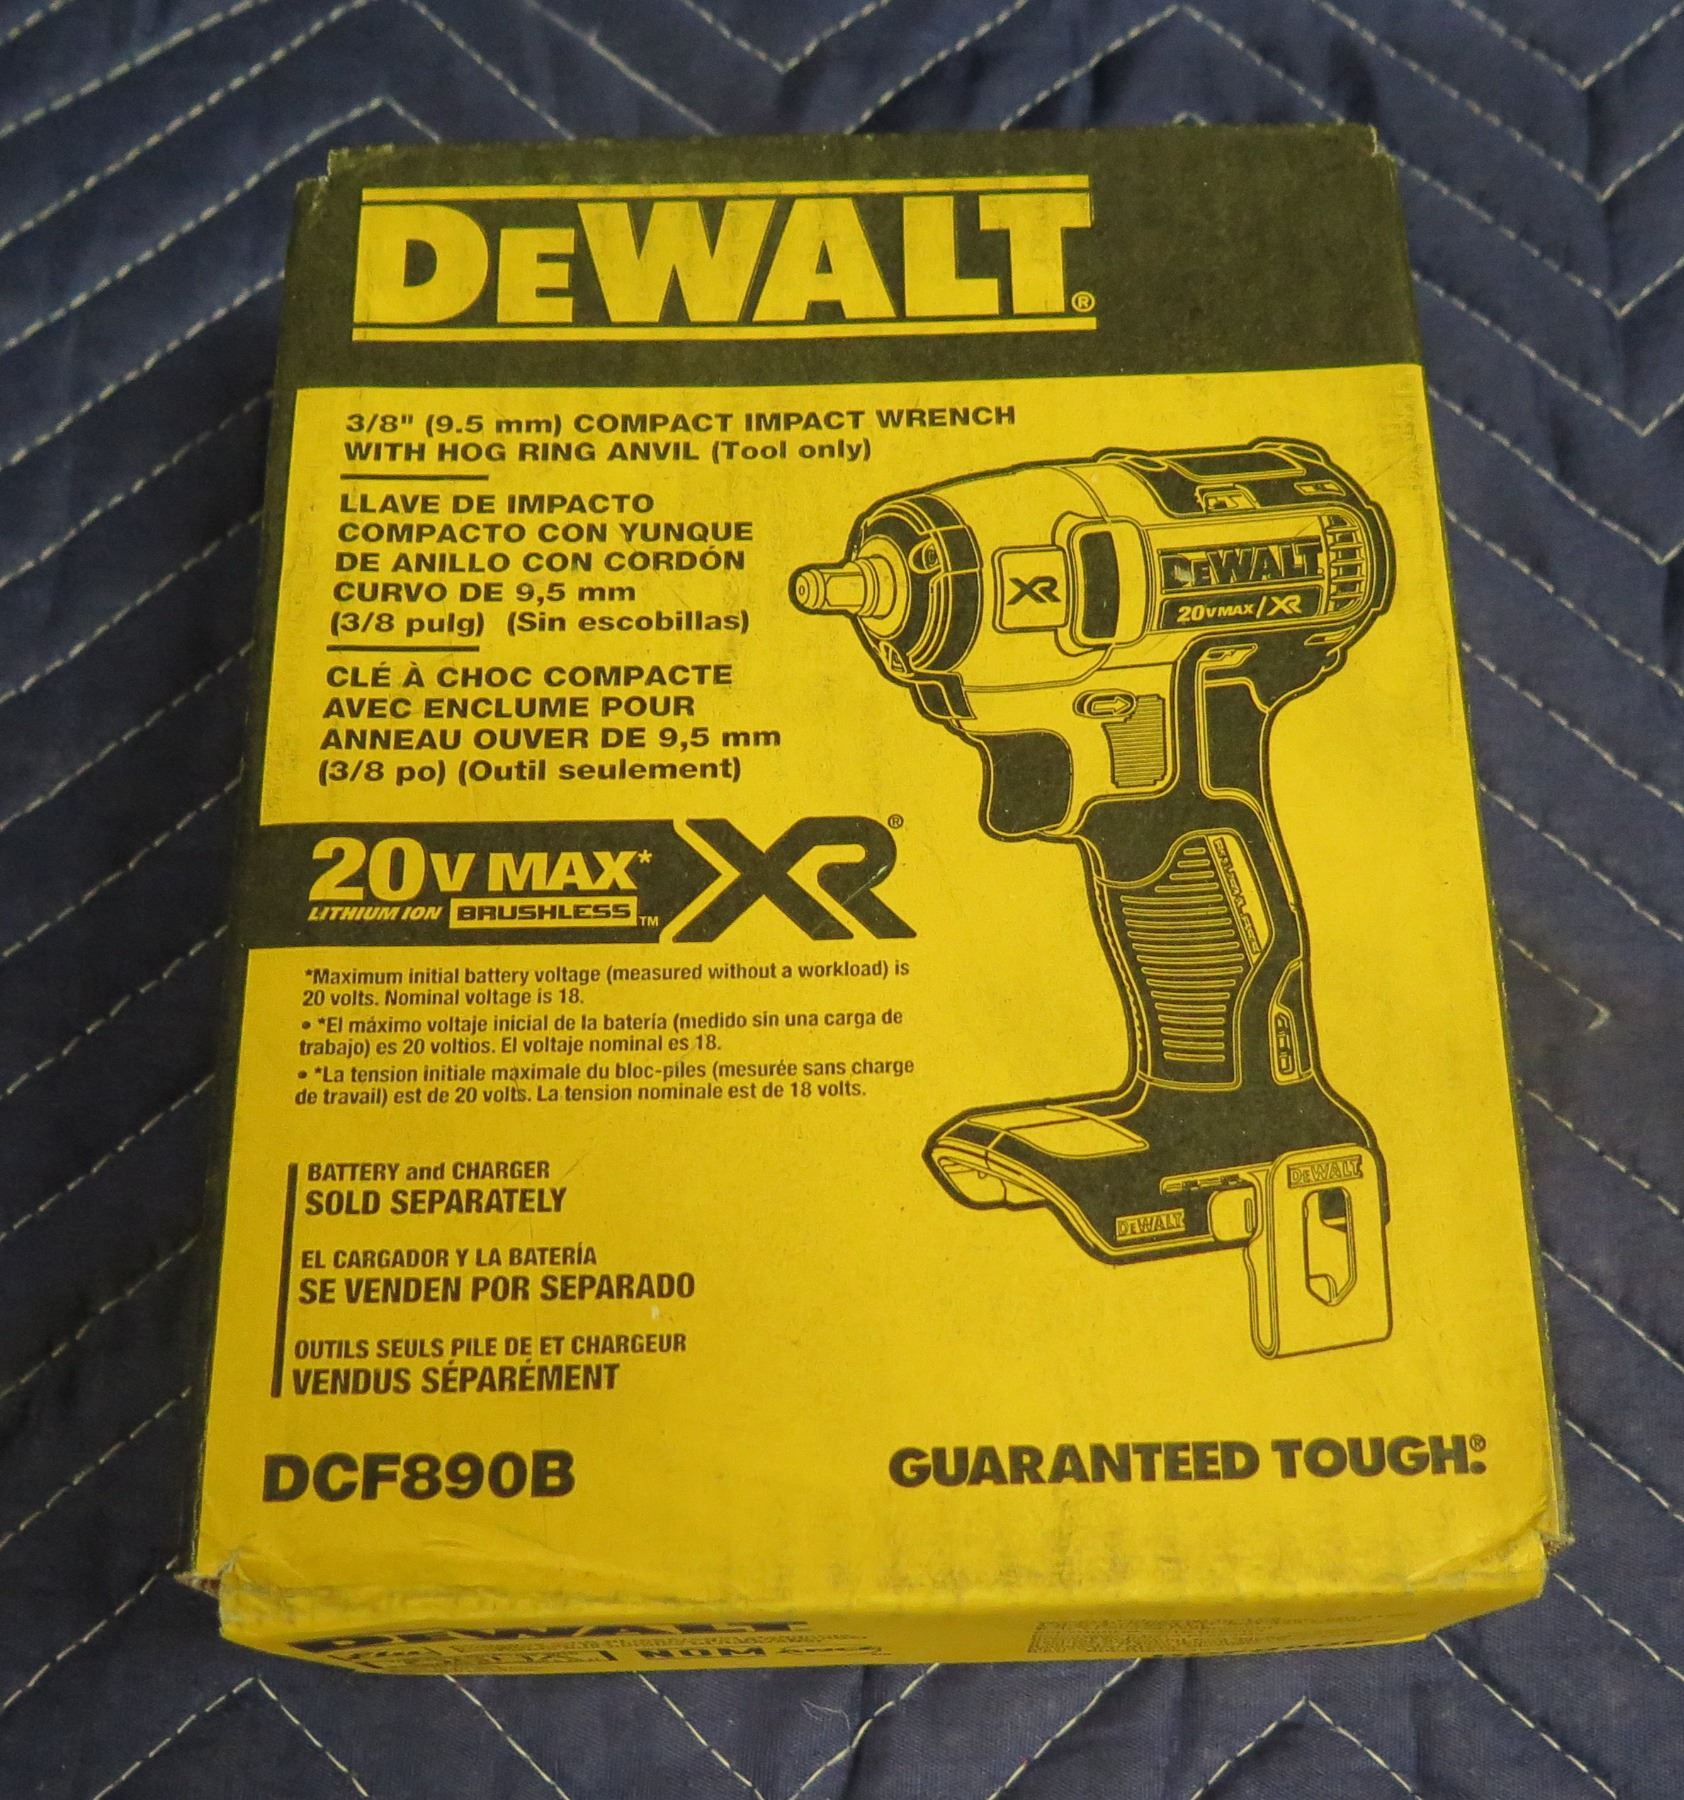 DEWALT®
3/8" (9.5 mm) COMPACT IMPACT WRENCH
WITH HOG RING ANVIL (Tool only)
LLAVE DE IMPACTO
COMPACTO CON YUNQUE
DE ANILLO CON CORDÓN
CURVO DE 9,5 mm
(3/8 pulg) (Sin escobillas)
CLÉ À CHOC COMPACTE
AVEC ENCLUME POUR
ANNEAU OUVER DE 9,5 mm
(3/8 po) (Outil seulement)
XR
DEWALT
20V MAX / XR
20V MAX* XR®
LITHIUM ION BRUSHLESS™
BRUSHLESS
*Maximum initial battery voltage (measured without a workload) is
20 volts. Nominal voltage is 18.
• *El máximo voltaje inicial de la batería (medido sin una carga de
trabajo) es 20 voltios. El voltaje nominal es 18.
• *La tension initiale maximale du bloc-piles (mesurée sans charge
de travail) est de 20 volts. La tension nominale est de 18 volts.
BATTERY and CHARGER
SOLD SEPARATELY
EL CARGADOR Y LA BATERÍA
SE VENDEN POR SEPARADO
OUTILS SEULS PILE DE ET CHARGEUR
VENDUS SÉPARÉMENT
DEWALT
DEWALT
DCF890B
GUARANTEED TOUGH.®
DEWALT
NOM